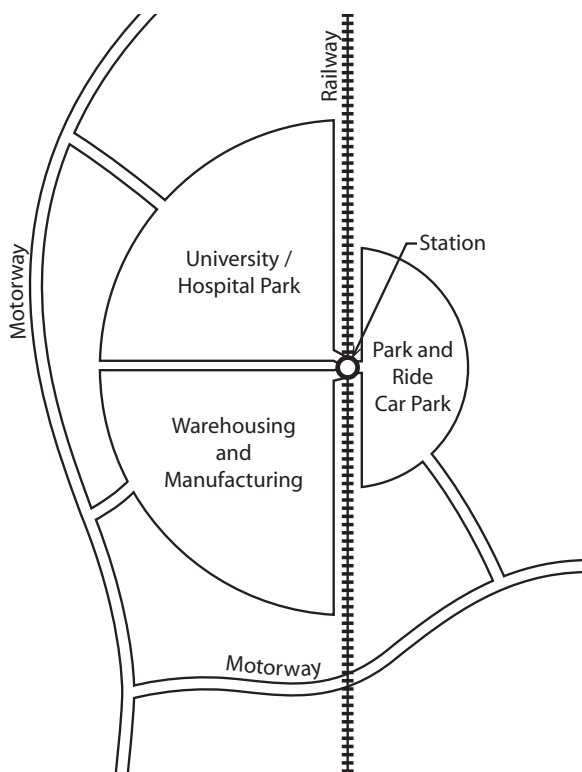 Railway
Station
University /
Hospital Park
Motorway
Park and
Ride
Car Park
Warehousing
and
Manufacturing
Motorway